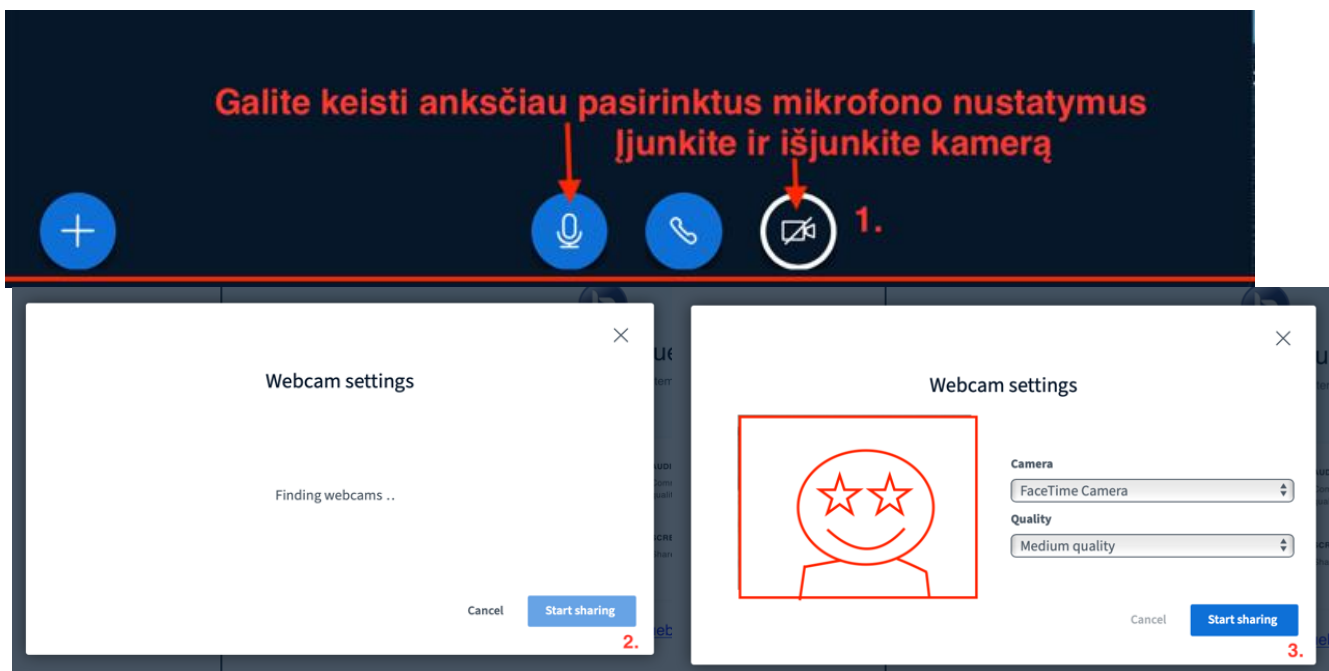 Galite keisti anksčiau pasirinktus mikrofono nustatymus
Įjunkite ir išjunkite kamerą
1.
Webcam settings
Finding webcams ..
Cancel
Start sharing
2.
Webcam settings
Camera
FaceTime Camera
Quality
Medium quality
Cancel
Start sharing
3.